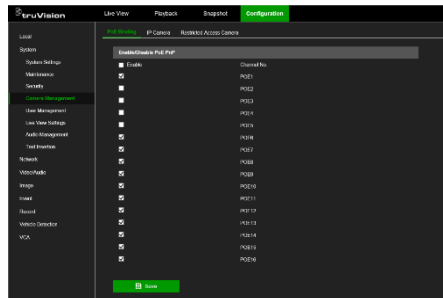 truVision
Live View Playback Snapshot Configuration
PoE Binding IP Camera Restricted Access Camera
Local
System
System Settings
Maintenance
Security
Camera Management
User Management
Live View Settings
Audio Management
Text Insertion
Network
Video/Audio
Image
Event
Record
Vehicle Detection
VCA
Enable/Disable PoE PnP
Enable Channel No.
POE1
POE2
POE3
POE4
POE5
POE6
POE7
POE8
POE9
POE10
POE11
POE12
POE13
POE14
POE15
POE16
Save